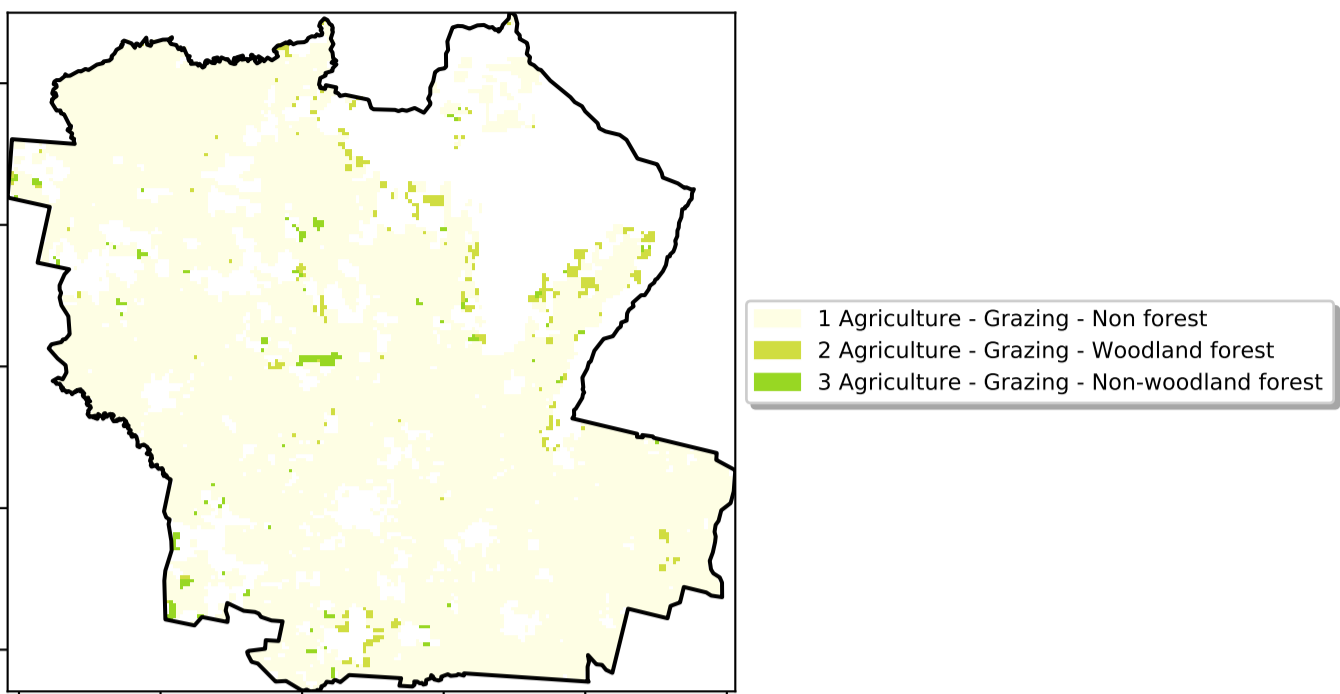 1 Agriculture - Grazing - Non forest
2 Agriculture - Grazing - Woodland forest
3 Agriculture - Grazing - Non-woodland forest